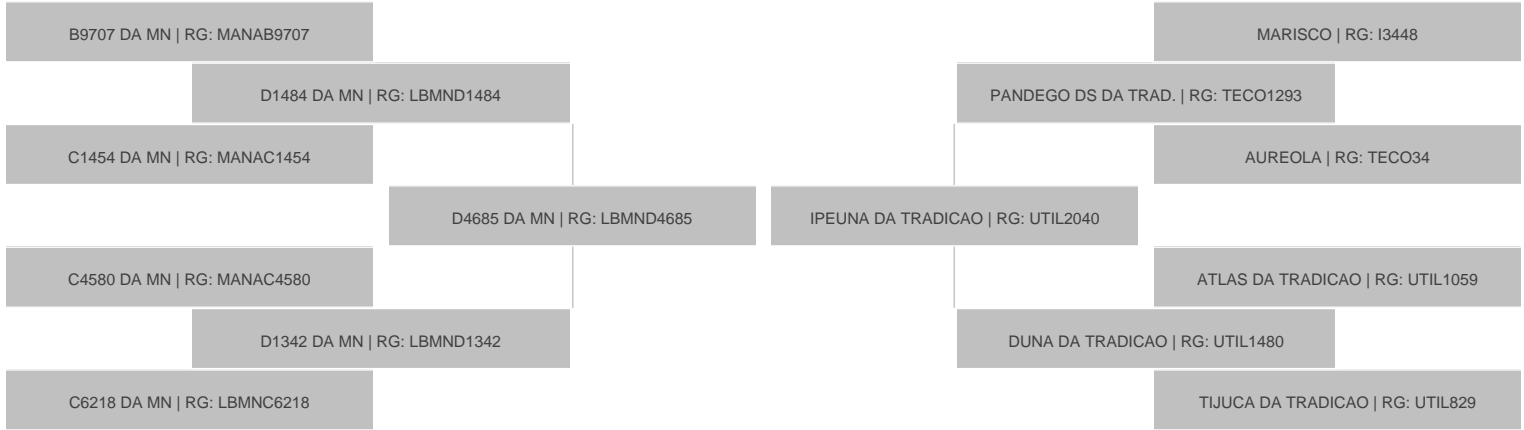 B9707 DA MN | RG: MANAB9707
MARISCO | RG: I3448
D1484 DA MN | RG: LBMND1484
PANDEGO DS DA TRAD. | RG: TECO1293
C1454 DA MN | RG: MANAC1454
AUREOLA | RG: TECO34
D4685 DA MN | RG: LBMND4685
IPEUNA DA TRADICAO | RG: UTIL2040
C4580 DA MN | RG: MANAC4580
ATLAS DA TRADICAO | RG: UTIL1059
D1342 DA MN | RG: LBMND1342
DUNA DA TRADICAO | RG: UTIL1480
C6218 DA MN | RG: LBMNC6218
TIJUCA DA TRADICAO | RG: UTIL829